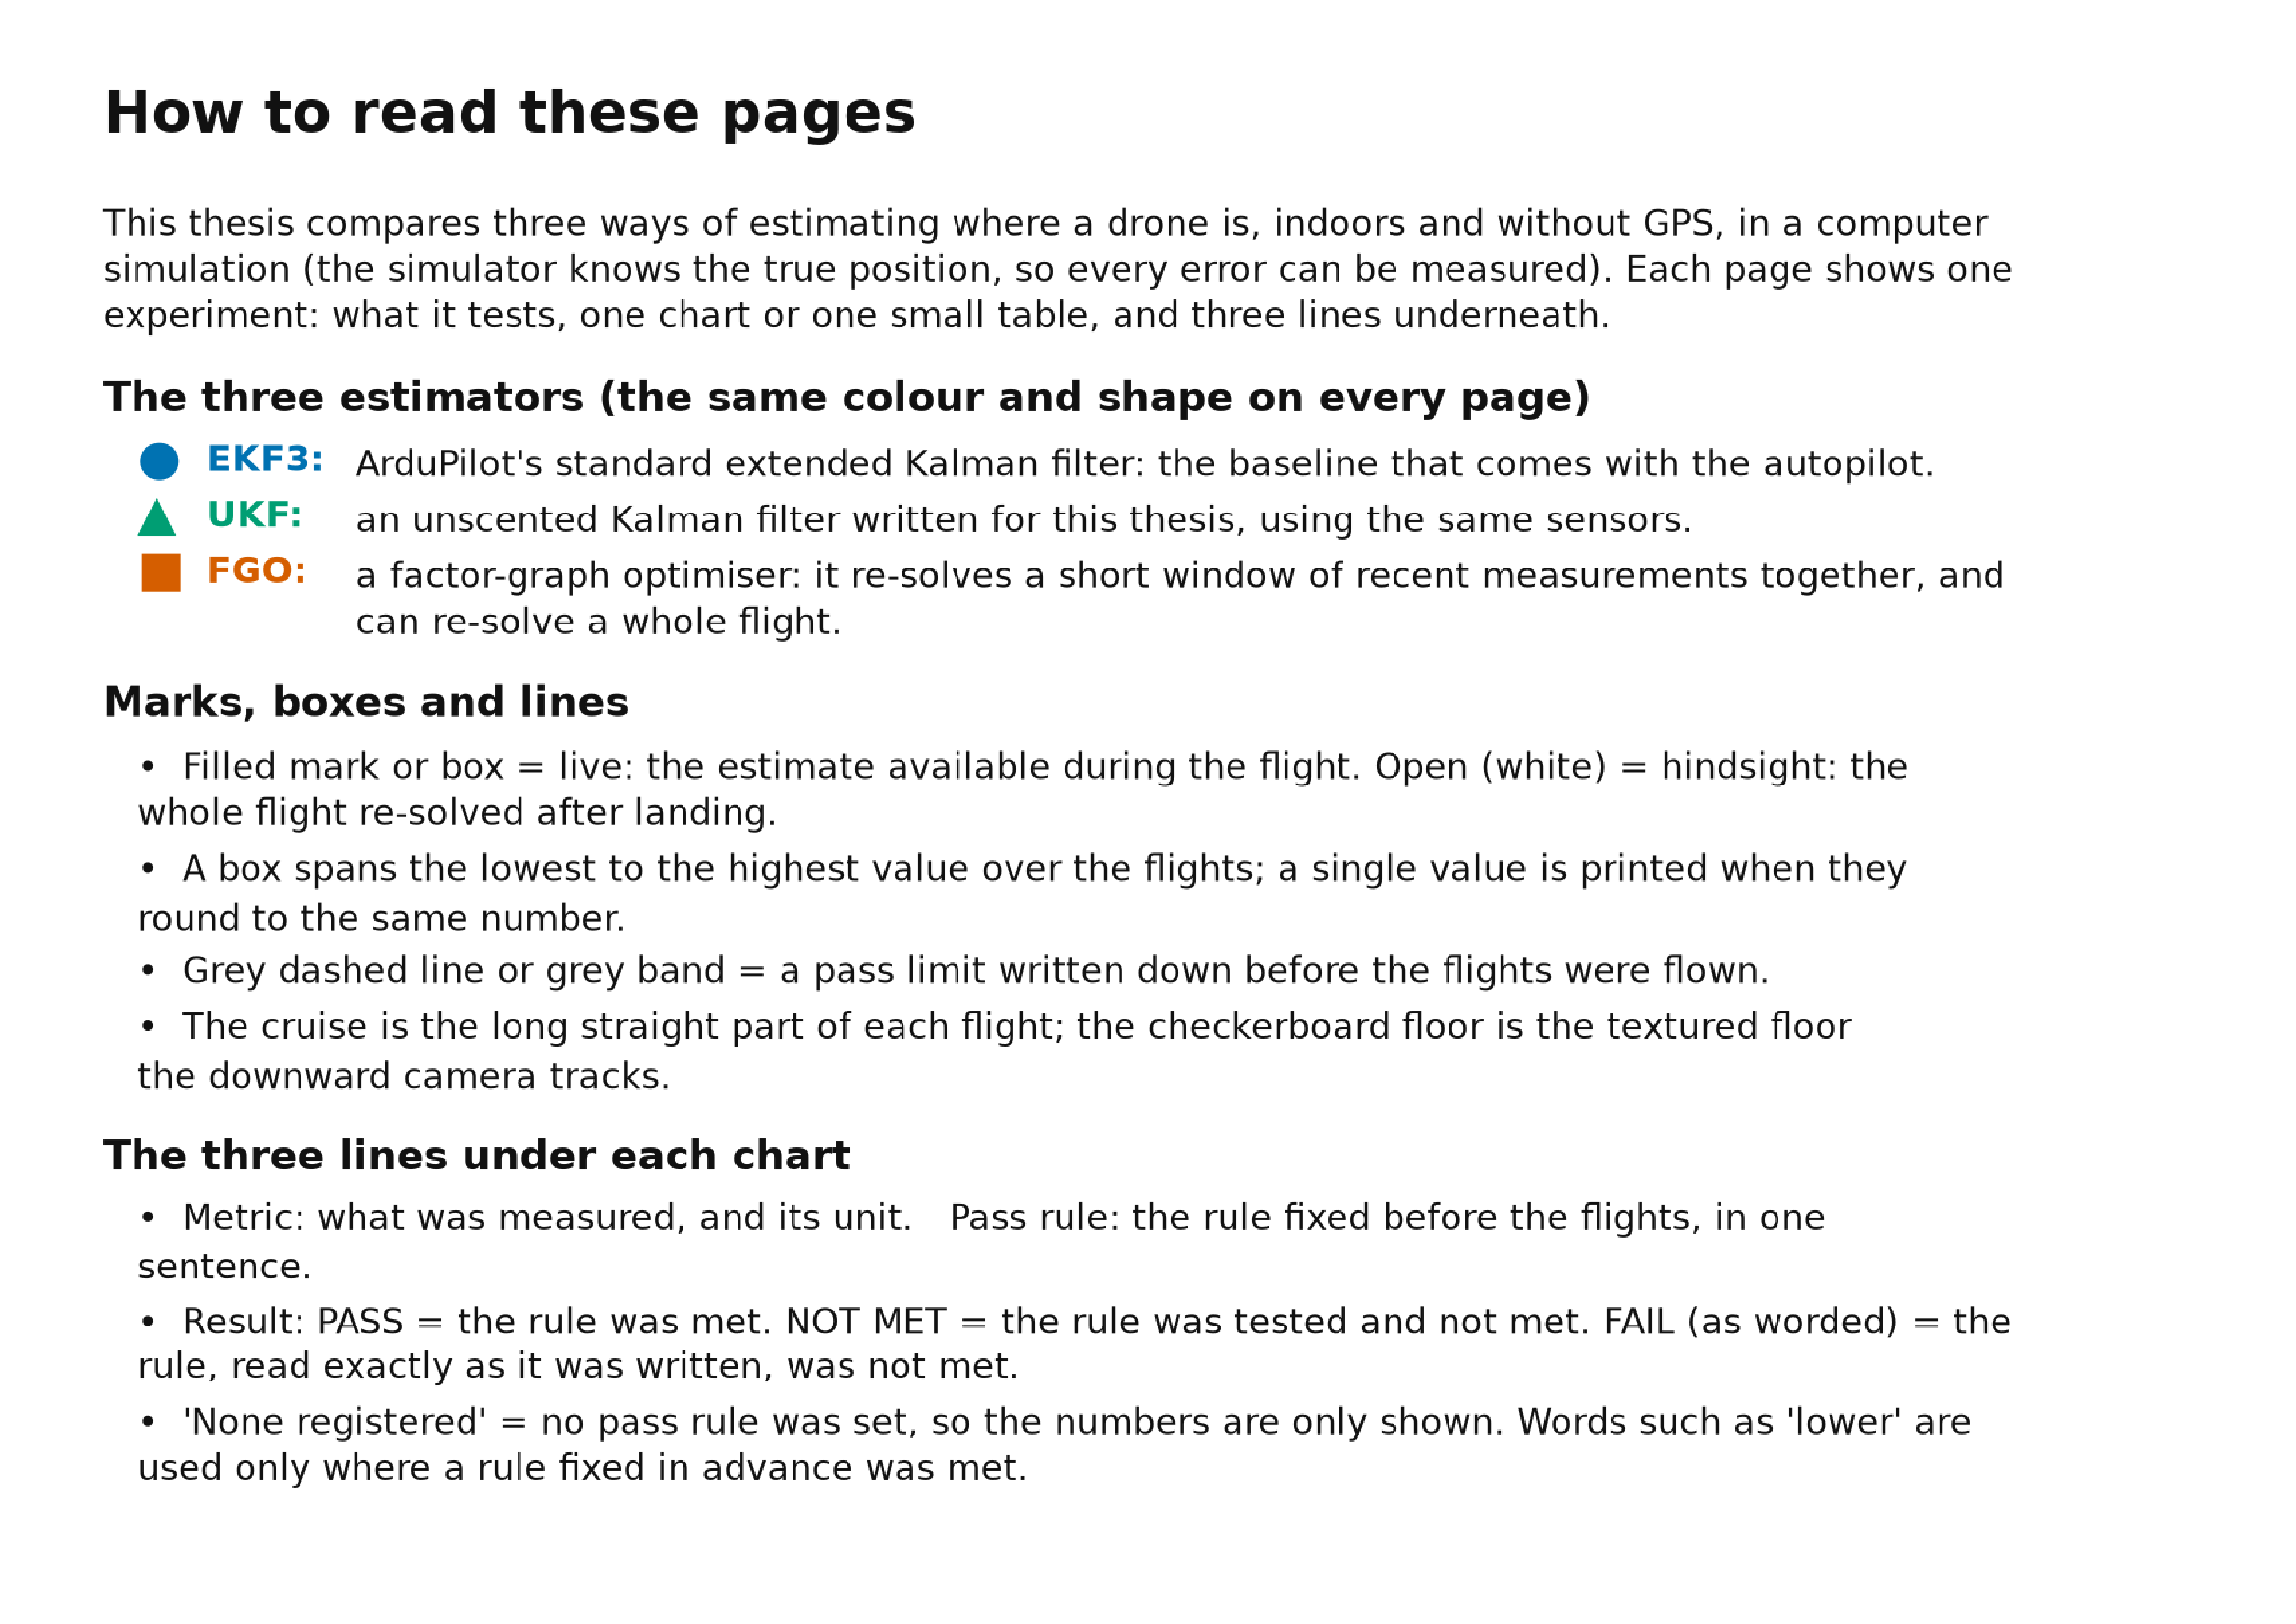 How to read these pages
This thesis compares three ways of estimating where a drone is, indoors and without GPS, in a computer
simulation (the simulator knows the true position, so every error can be measured). Each page shows one
experiment: what it tests, one chart or one small table, and three lines underneath.
The three estimators (the same colour and shape on every page)
EKF3: ArduPilot's standard extended Kalman filter: the baseline that comes with the autopilot.
UKF: an unscented Kalman filter written for this thesis, using the same sensors.
FGO: a factor-graph optimiser: it re-solves a short window of recent measurements together, and
can re-solve a whole flight.
Marks, boxes and lines
• Filled mark or box = live: the estimate available during the flight. Open (white) = hindsight: the
whole flight re-solved after landing.
• A box spans the lowest to the highest value over the flights; a single value is printed when they
round to the same number.
• Grey dashed line or grey band = a pass limit written down before the flights were flown.
• The cruise is the long straight part of each flight; the checkerboard floor is the textured floor
the downward camera tracks.
The three lines under each chart
• Metric: what was measured, and its unit. Pass rule: the rule fixed before the flights, in one
sentence.
• Result: PASS = the rule was met. NOT MET = the rule was tested and not met. FAIL (as worded) = the
rule, read exactly as it was written, was not met.
• 'None registered' = no pass rule was set, so the numbers are only shown. Words such as 'lower' are
used only where a rule fixed in advance was met.